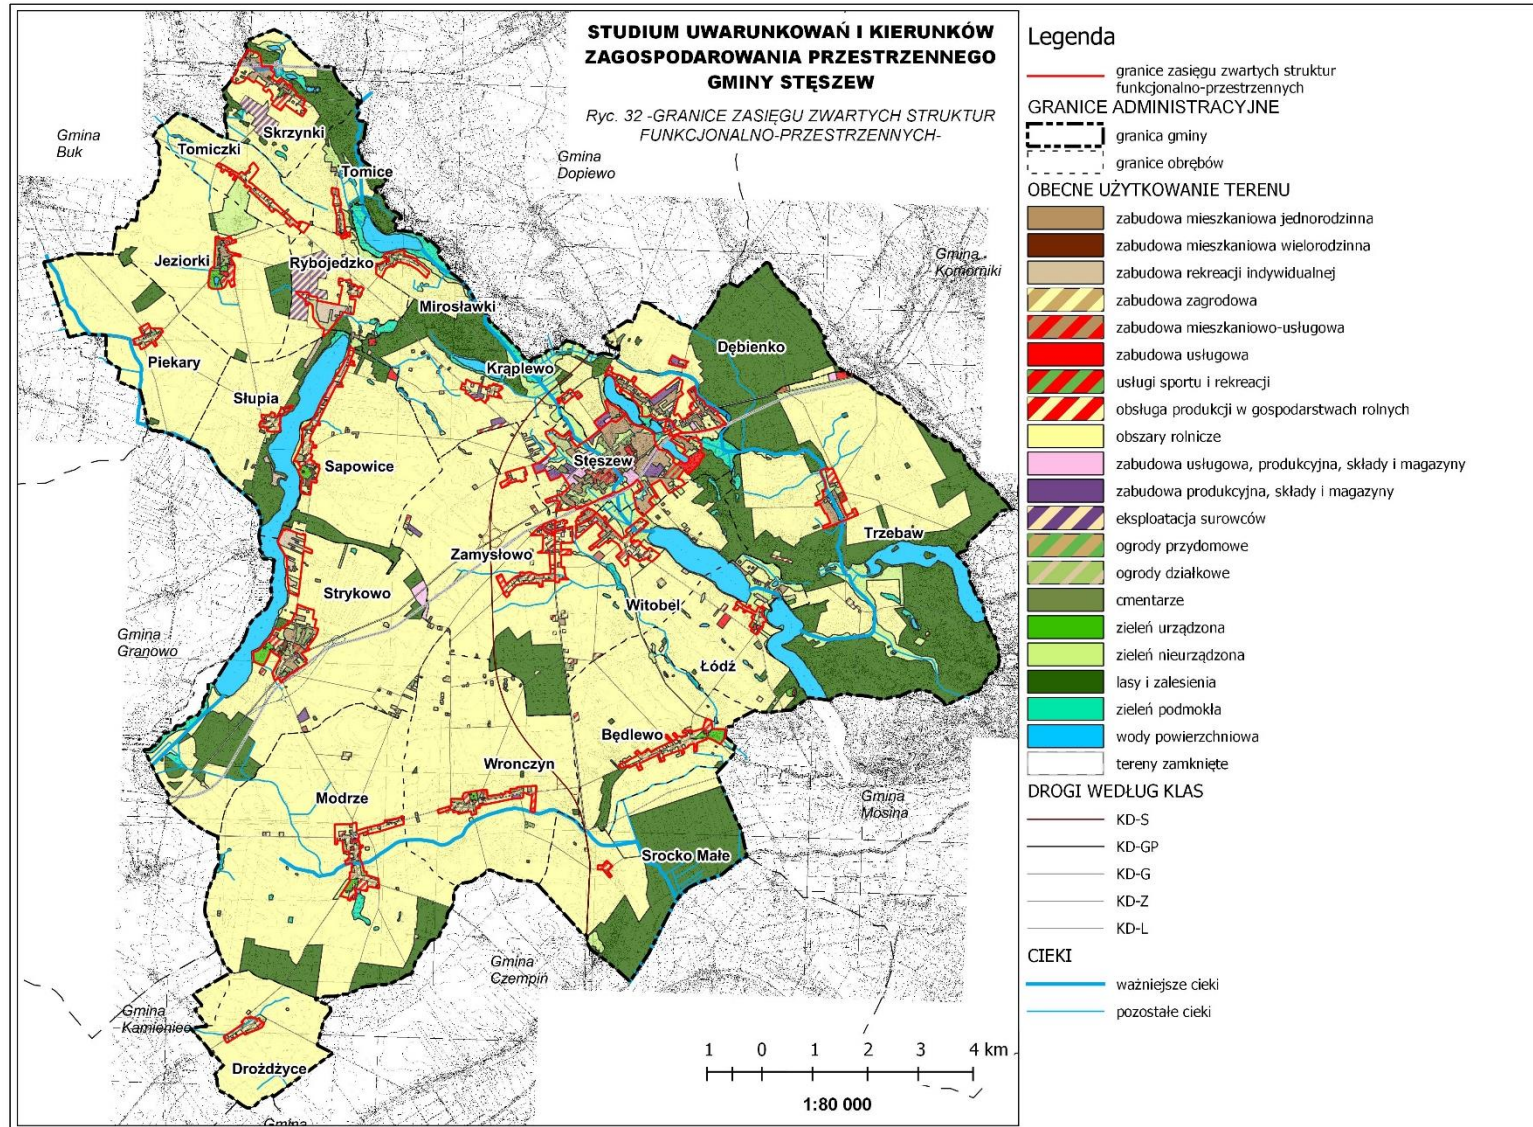 STUDIUM UWARUNKOWAŃ I KIERUNKÓW
ZAGOSPODAROWANIA PRZESTRZENNEGO
GMINY STĘSZEW
Ryc. 32 -GRANICE ZASIĘGU ZWARTYCH STRUKTUR
FUNKCJONALNO-PRZESTRZENNYCH-
Gmina
Buk
Gmina
Dopiewo
Gmina
Komorniki
Gmina
Granowo
Gmina
Mosina
Gmina
Czempiń
Gmina
Kamieniec
Gmina
Skrzynki
Tomiczki
Tomice
Jeziorki
Rybojedzko
Mirosławki
Piekary
Krąplewo
Dębienko
Słupia
Sapowice
Stęszew
Trzebaw
Zamysłowo
Strykowo
Witobel
Łódź
Będlewo
Wronczyn
Modrze
Srocko Małe
Drożdżyce
1 0 1 2 3 4 km
1:80 000
Legenda
granice zasięgu zwartych struktur
funkcjonalno-przestrzennych
GRANICE ADMINISTRACYJNE
granica gminy
granice obrębów
OBECNE UŻYTKOWANIE TERENU
zabudowa mieszkaniowa jednorodzinna
zabudowa mieszkaniowa wielorodzinna
zabudowa rekreacji indywidualnej
zabudowa zagrodowa
zabudowa mieszkaniowo-usługowa
zabudowa usługowa
usługi sportu i rekreacji
obsługa produkcji w gospodarstwach rolnych
obszary rolnicze
zabudowa usługowa, produkcyjna, składy i magazyny
zabudowa produkcyjna, składy i magazyny
eksploatacja surowców
ogrody przydomowe
ogrody działkowe
cmentarze
zieleń urządzona
zieleń nieurządzona
lasy i zalesienia
zieleń podmokła
wody powierzchniowa
tereny zamknięte
DROGI WEDŁUG KLAS
KD-S
KD-GP
KD-G
KD-Z
KD-L
CIEKI
ważniejsze cieki
pozostałe cieki